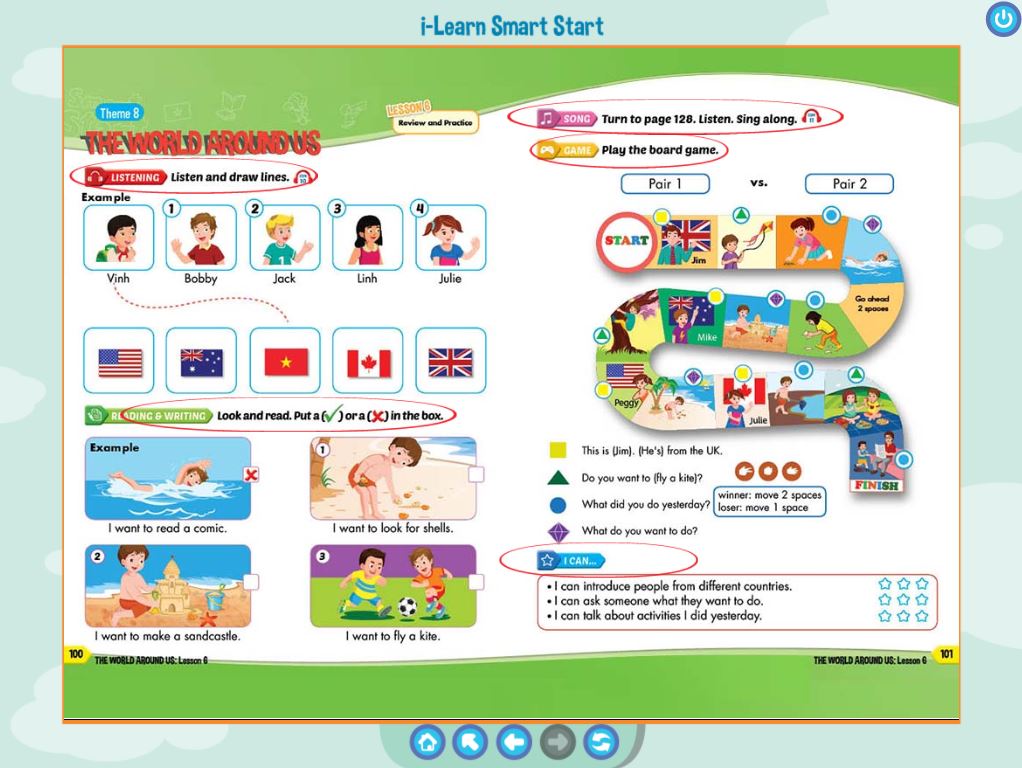 i-Learn Smart Start
Theme 8
THE WORLD AROUND US
LESSON 6
Review and Practice
LISTENING Listen and draw lines.
Example
1
2
3
4
Vinh
Bobby
Jack
Linh
Julie
READING & WRITING Look and read. Put a (✓) or a (✗) in the box.
Example
I want to read a comic.
1
I want to look for shells.
2
I want to make a sandcastle.
3
I want to fly a kite.
100
THE WORLD AROUND US: Lesson 6
SONG Turn to page 128. Listen. Sing along.
GAME Play the board game.
Pair 1
vs.
Pair 2
START
Jim
Go ahead
2 spaces
Mike
Peggy
Julie
FINISH
This is (Jim). (He's) from the UK.
Do you want to (fly a kite)?
What did you do yesterday?
What do you want to do?
winner: move 2 spaces
loser: move 1 space
I CAN...
• I can introduce people from different countries.
• I can ask someone what they want to do.
• I can talk about activities I did yesterday.
THE WORLD AROUND US: Lesson 6
101